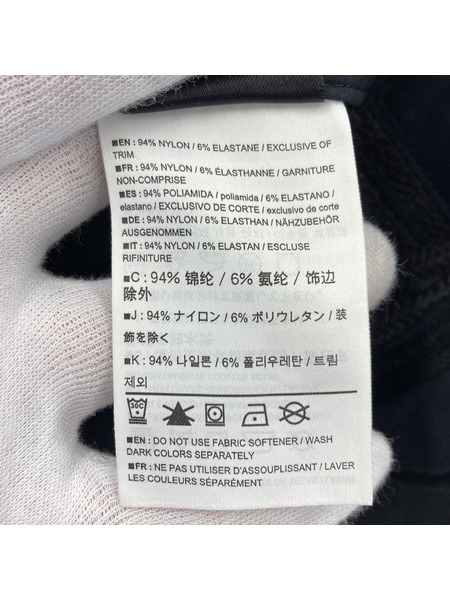 ■EN : 94% NYLON / 6% ELASTANE / EXCLUSIVE OF
TRIM
■FR : 94% NYLON / 6% ÉLASTHANNE / GARNITURE
NON-COMPRISE
■ES : 94% POLIAMIDA / poliamida / 6% ELASTANO /
elastano / EXCLUSIVO DE CORTE / exclusivo de corte
■DE : 94% NYLON / 6% ELASTHAN / NÄHZUBEHÖR
AUSGENOMMEN
■IT : 94% NYLON / 6% ELASTAN / ESCLUSE
RIFINITURE
■C : 94% 锦纶 / 6% 氨纶 / 饰边
除外
■J : 94% ナイロン / 6% ポリウレタン / 装
飾を除く
■K : 94% 나일론 / 6% 폴리우레탄 / 트림
제외
30C
■EN : DO NOT USE FABRIC SOFTENER / WASH
DARK COLORS SEPARATELY
■FR : NE PAS UTILISER D'ASSOUPLISSANT / LAVER
LES COULEURS SÉPARÉMENT